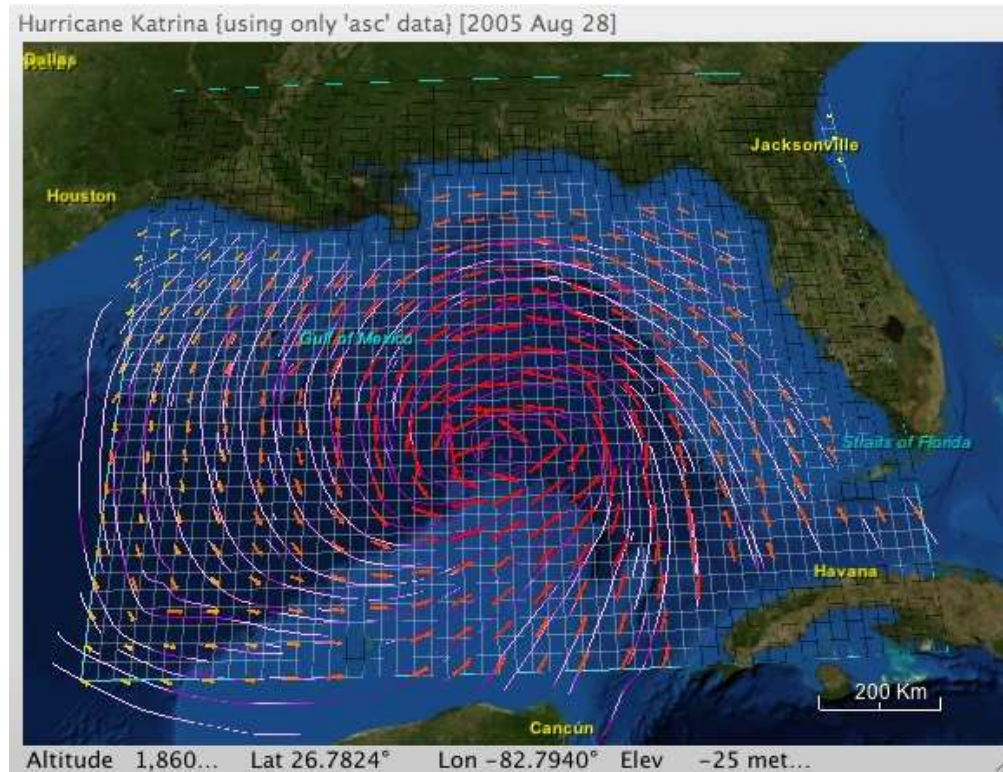 Hurricane Katrina {using only 'asc' data} [2005 Aug 28]
Dallas
Jacksonville
Houston
Gulf of Mexico
Straits of Florida
Havana
200 Km
Cancún
Altitude 1,860... Lat 26.7824° Lon -82.7940° Elev -25 met...